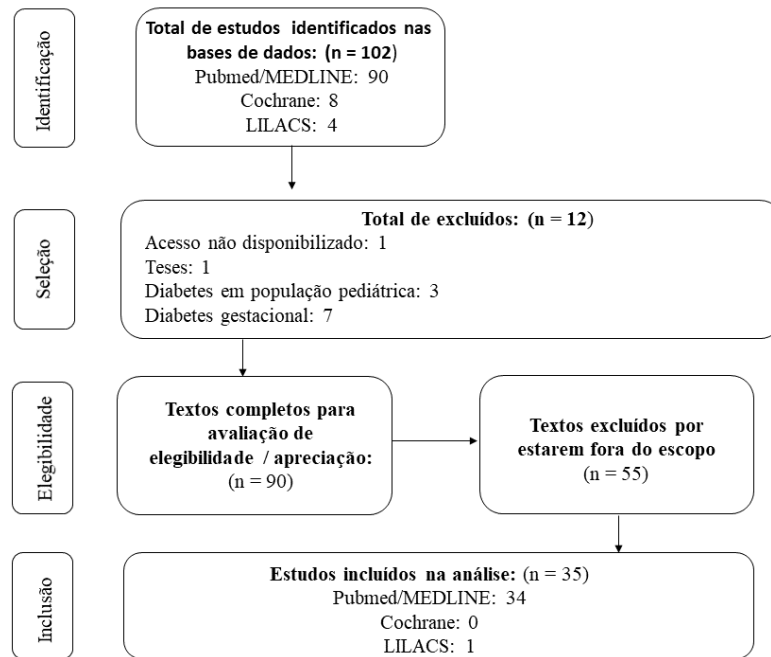 Identificação
Total de estudos identificados nas
bases de dados: (n = 102)
Pubmed/MEDLINE: 90
Cochrane: 8
LILACS: 4
Seleção
Total de excluídos: (n = 12)
Acesso não disponibilizado: 1
Teses: 1
Diabetes em população pediátrica: 3
Diabetes gestacional: 7
Elegibilidade
Textos completos para
avaliação de
elegibilidade / apreciação:
(n = 90)
Textos excluídos por
estarem fora do escopo
(n = 55)
Inclusão
Estudos incluídos na análise: (n = 35)
Pubmed/MEDLINE: 34
Cochrane: 0
LILACS: 1